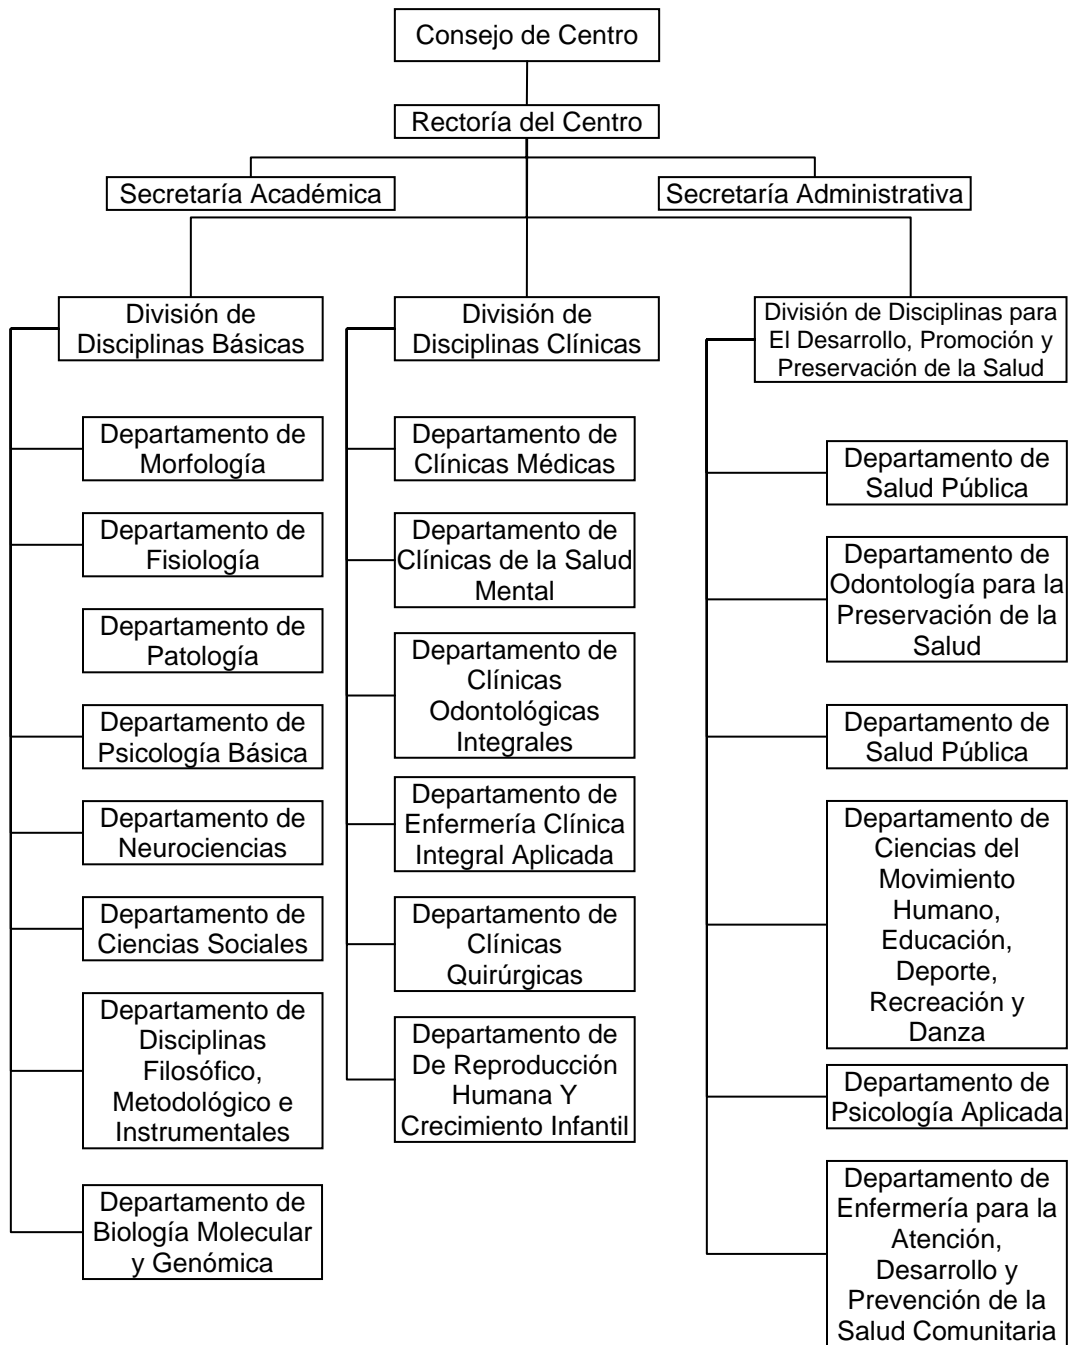 Consejo de Centro
Rectoría del Centro
Secretaría Académica
Secretaría Administrativa
División de
Disciplinas Básicas
Departamento de
Morfología
Departamento de
Fisiología
Departamento de
Patología
Departamento de
Psicología Básica
Departamento de
Neurociencias
Departamento de
Ciencias Sociales
Departamento de
Disciplinas
Filosófico,
Metodológico e
Instrumentales
Departamento de
Biología Molecular
y Genómica
División de
Disciplinas Clínicas
Departamento de
Clínicas Médicas
Departamento de
Clínicas de la Salud
Mental
Departamento de
Clínicas
Odontológicas
Integrales
Departamento de
Enfermería Clínica
Integral Aplicada
Departamento de
Clínicas
Quirúrgicas
Departamento de
De Reproducción
Humana Y
Crecimiento Infantil
División de Disciplinas para
El Desarrollo, Promoción y
Preservación de la Salud
Departamento de
Salud Pública
Departamento de
Odontología para la
Preservación de la
Salud
Departamento de
Salud Pública
Departamento de
Ciencias del
Movimiento
Humano,
Educación,
Deporte,
Recreación y
Danza
Departamento de
Psicología Aplicada
Departamento de
Enfermería para la
Atención,
Desarrollo y
Prevención de la
Salud Comunitaria